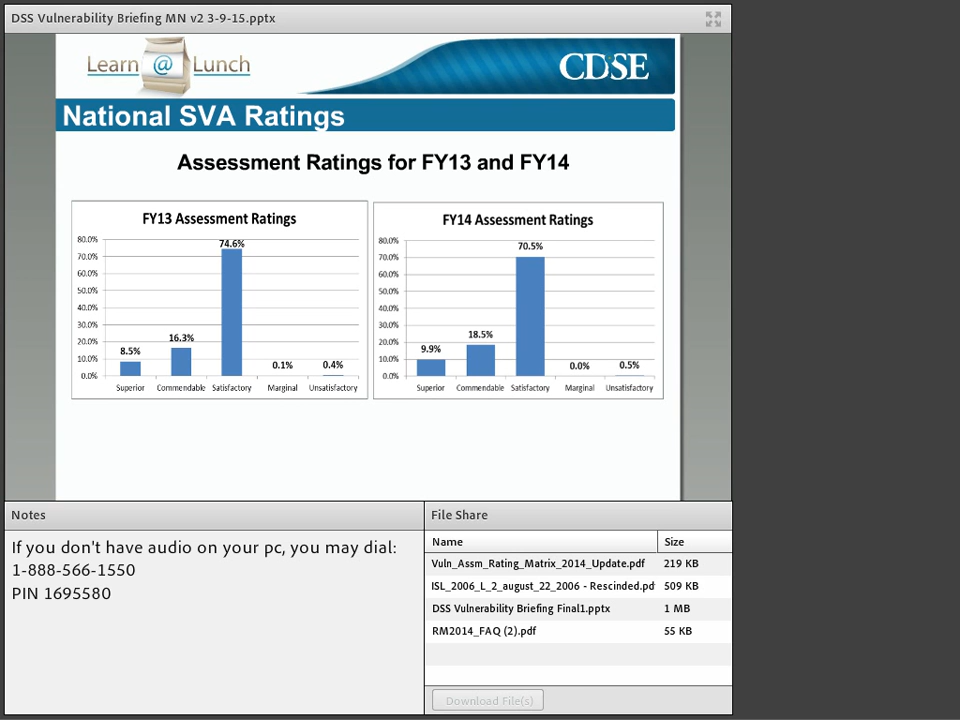 DSS Vulnerability Briefing MN v2 3-9-15.pptx
Learn @ Lunch
CDSE
National SVA Ratings
Assessment Ratings for FY13 and FY14
FY13 Assessment Ratings
80.0%
74.6%
70.0%
60.0%
50.0%
40.0%
30.0%
20.0%
16.3%
10.0%
8.5%
0.1%
0.4%
0.0%
Superior Commendable Satisfactory Marginal Unsatisfactory
FY14 Assessment Ratings
80.0%
70.5%
70.0%
60.0%
50.0%
40.0%
30.0%
20.0%
18.5%
10.0%
9.9%
0.0%
0.5%
0.0%
Superior Commendable Satisfactory Marginal Unsatisfactory
Notes
If you don't have audio on your pc, you may dial:
1-888-566-1550
PIN 1695580
File Share
Name Size
Vuln_Assm_Rating_Matrix_2014_Update.pdf 219 KB
ISL_2006_L_2_august_22_2006 - Rescinded.pd 509 KB
DSS Vulnerability Briefing Final1.pptx 1 MB
RM2014_FAQ (2).pdf 55 KB
Download File(s)